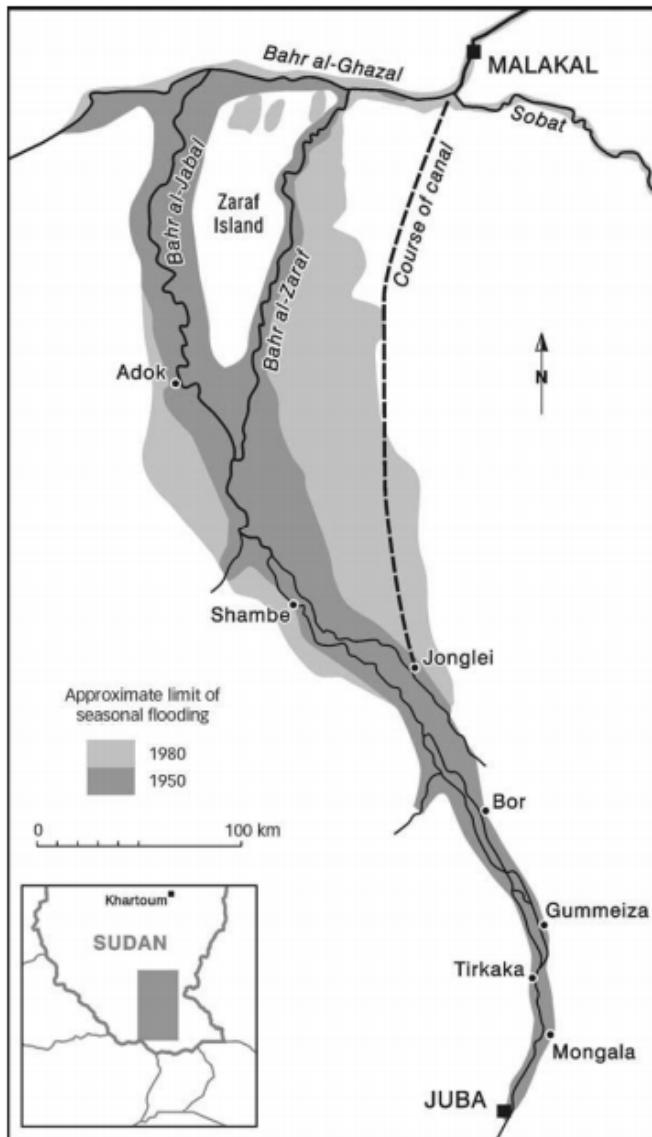 Bahr al-Ghazal
MALAKAL
Sobat
Bahr al-Jabal
Zaraf
Island
Bahr al-Zaraf
Course of canal
Adok
N
Shambe
Jonglei
Approximate limit of
seasonal flooding
1980
1950
0 100 km
Bor
Khartoum
SUDAN
Gummeiza
Tirkaka
Mongala
JUBA